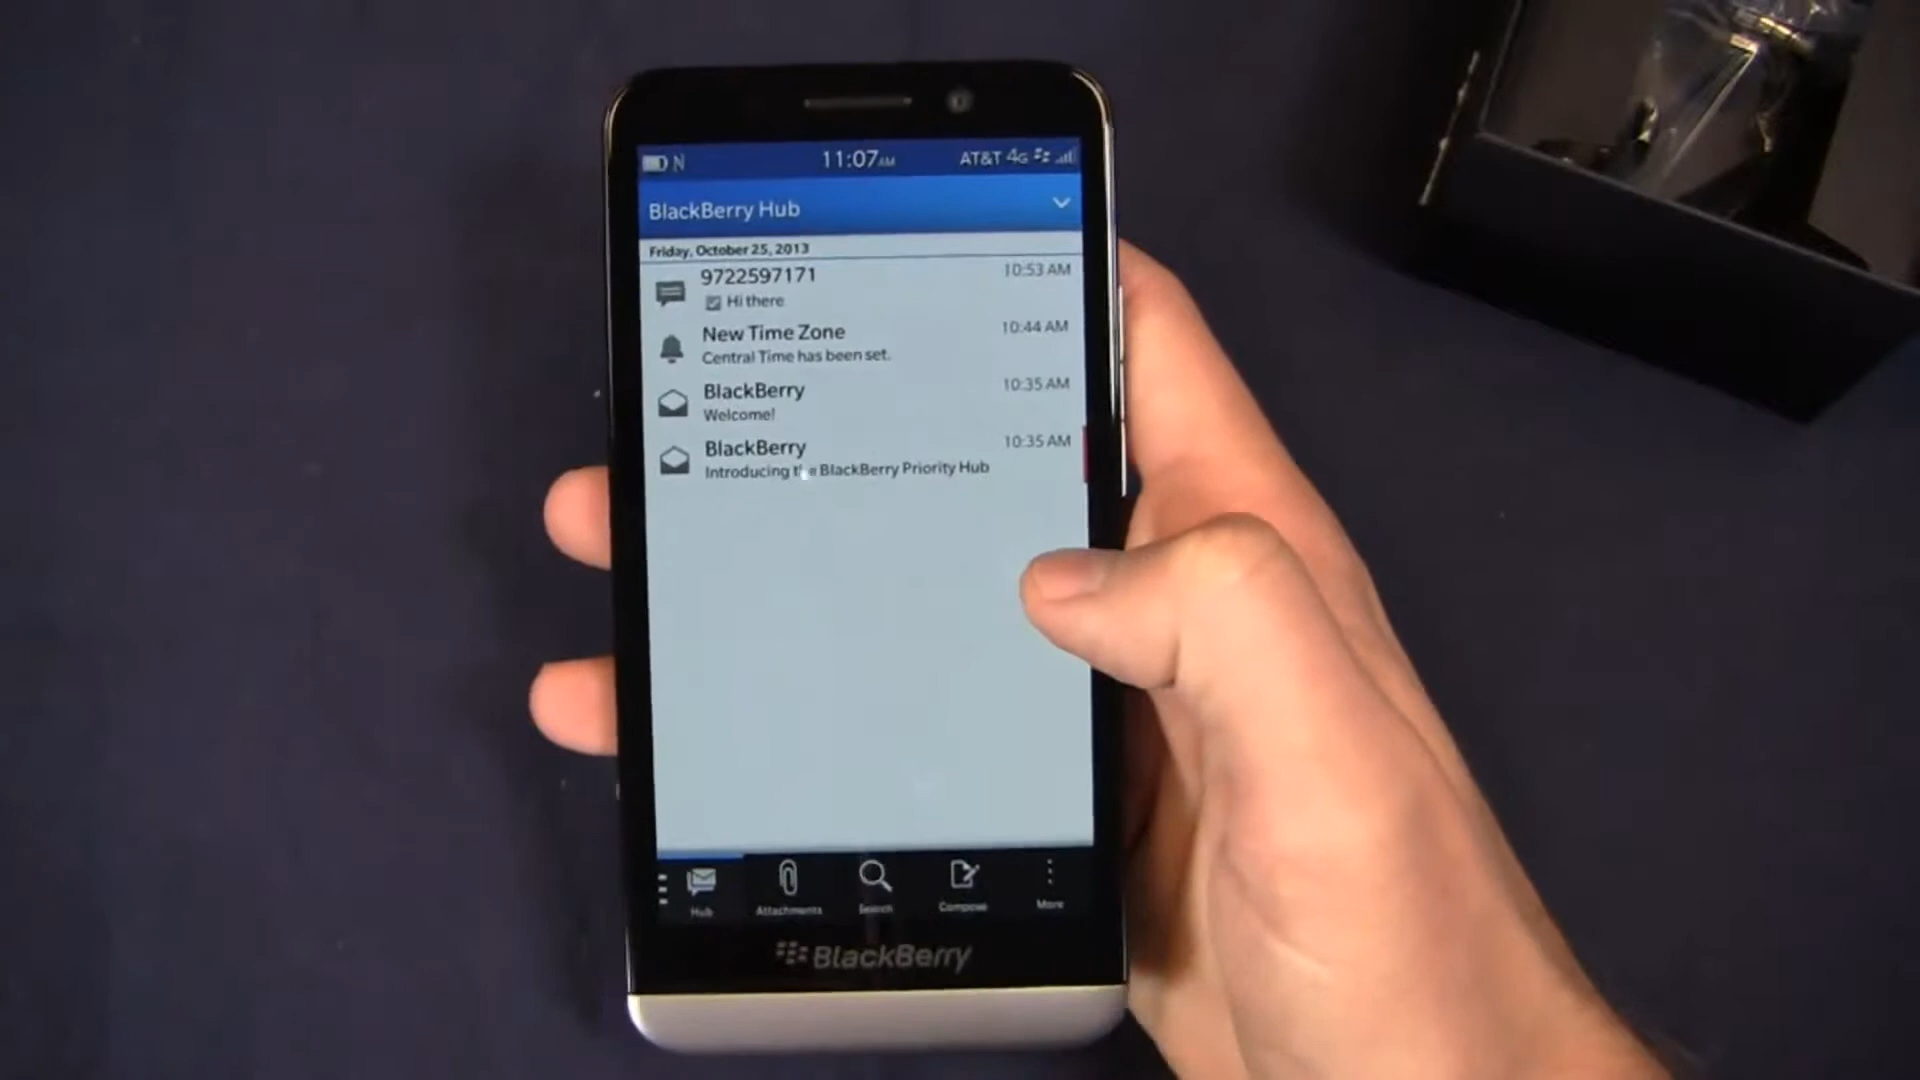 N 11:07AM AT&T 4G
BlackBerry Hub
Friday, October 25, 2013
9722597171 10:53 AM
Hi there
New Time Zone 10:44 AM
Central Time has been set.
BlackBerry 10:35 AM
Welcome!
BlackBerry 10:35 AM
Introducing the BlackBerry Priority Hub
Hub Attachments Search Compose More
BlackBerry